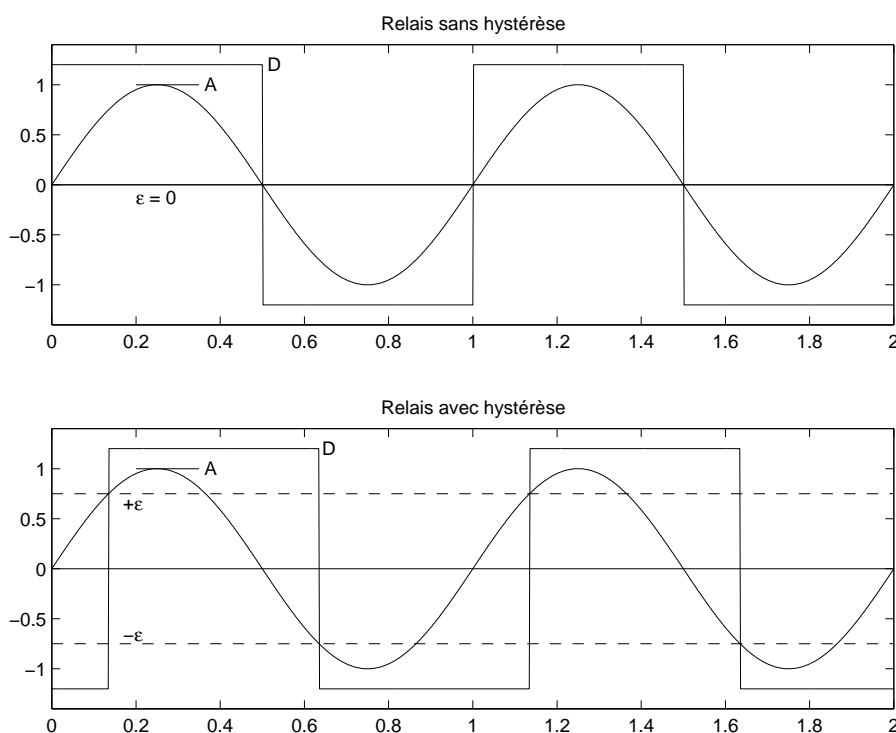 Relais sans hystérèse
D
1
A
0.5
0
ε = 0
−0.5
−1
0 0.2 0.4 0.6 0.8 1 1.2 1.4 1.6 1.8 2
Relais avec hystérèse
D
1
A
+ε
0.5
0
−0.5
−ε
−1
0 0.2 0.4 0.6 0.8 1 1.2 1.4 1.6 1.8 2